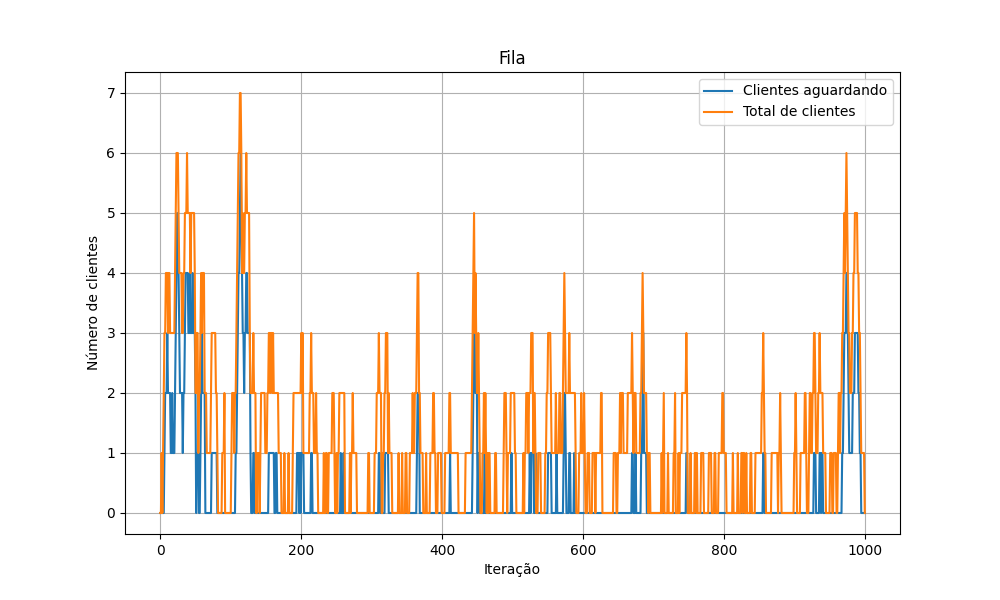 Fila
Clientes aguardando
Total de clientes
Número de clientes
7
6
5
4
3
2
1
0
0 200 400 600 800 1000
Iteração